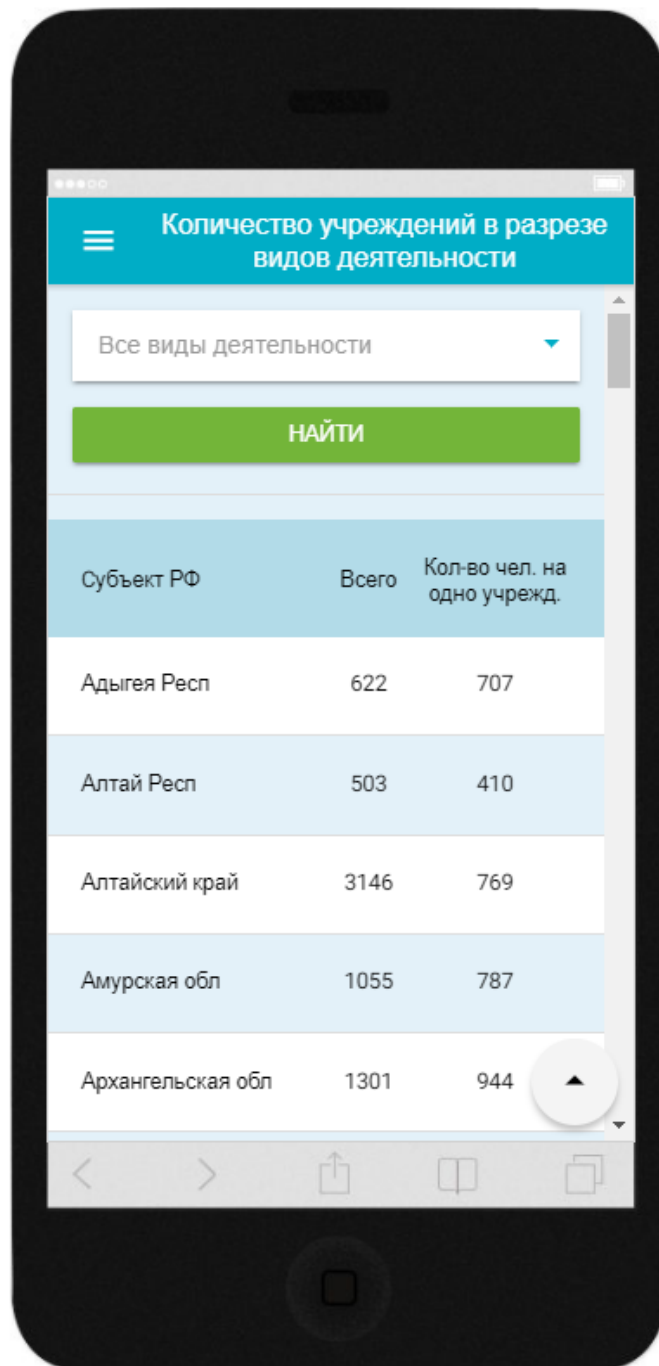 Количество учреждений в разрезе
видов деятельности
Все виды деятельности
НАЙТИ
Субъект РФ Всего Кол-во чел. на
одно учрежд.
Адыгея Респ 622 707
Алтай Респ 503 410
Алтайский край 3146 769
Амурская обл 1055 787
Архангельская обл 1301 944